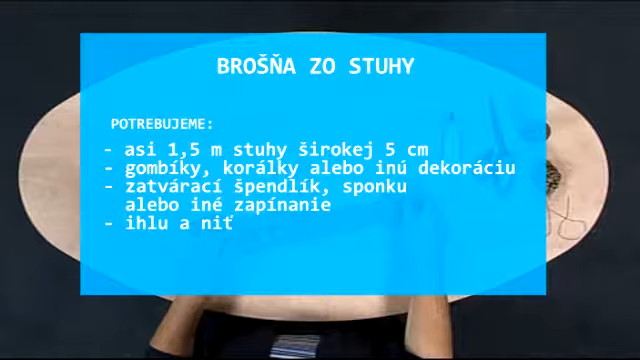 BROŠŇA ZO STUHY
POTREBUJEME:
- asi 1,5 m stuhy širokej 5 cm
- gombíky, korálky alebo inú dekoráciu
- zatvárací špendlík, sponku
alebo iné zapínanie
- ihlu a niť